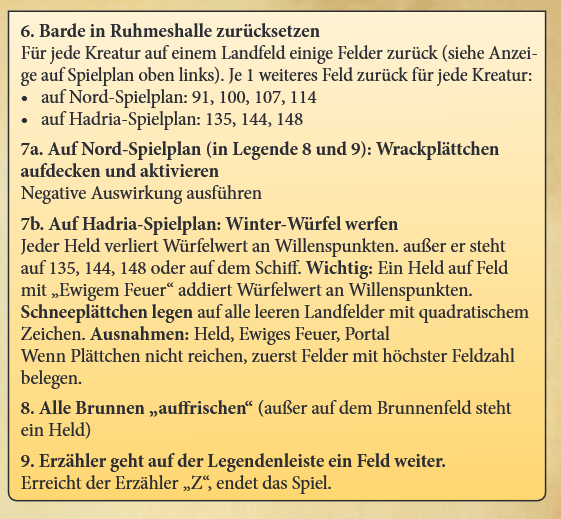 6. Barde in Ruhmeshalle zurücksetzen
Für jede Kreatur auf einem Landfeld einige Felder zurück (siehe Anzei-
ge auf Spielplan oben links). Je 1 weiteres Feld zurück für jede Kreatur:
• auf Nord-Spielplan: 91, 100, 107, 114
• auf Hadria-Spielplan: 135, 144, 148
7a. Auf Nord-Spielplan (in Legende 8 und 9): Wrackplättchen
aufdecken und aktivieren
Negative Auswirkung ausführen
7b. Auf Hadria-Spielplan: Winter-Würfel werfen
Jeder Held verliert Würfelwert an Willenspunkten. außer er steht
auf 135, 144, 148 oder auf dem Schiff. Wichtig: Ein Held auf Feld
mit „Ewigem Feuer“ addiert Würfelwert an Willenspunkten.
Schneeplättchen legen auf alle leeren Landfelder mit quadratischem
Zeichen. Ausnahmen: Held, Ewiges Feuer, Portal
Wenn Plättchen nicht reichen, zuerst Felder mit höchster Feldzahl
belegen.
8. Alle Brunnen „auffrischen“ (außer auf dem Brunnenfeld steht
ein Held)
9. Erzähler geht auf der Legendenleiste ein Feld weiter.
Erreicht der Erzähler „Z“, endet das Spiel.